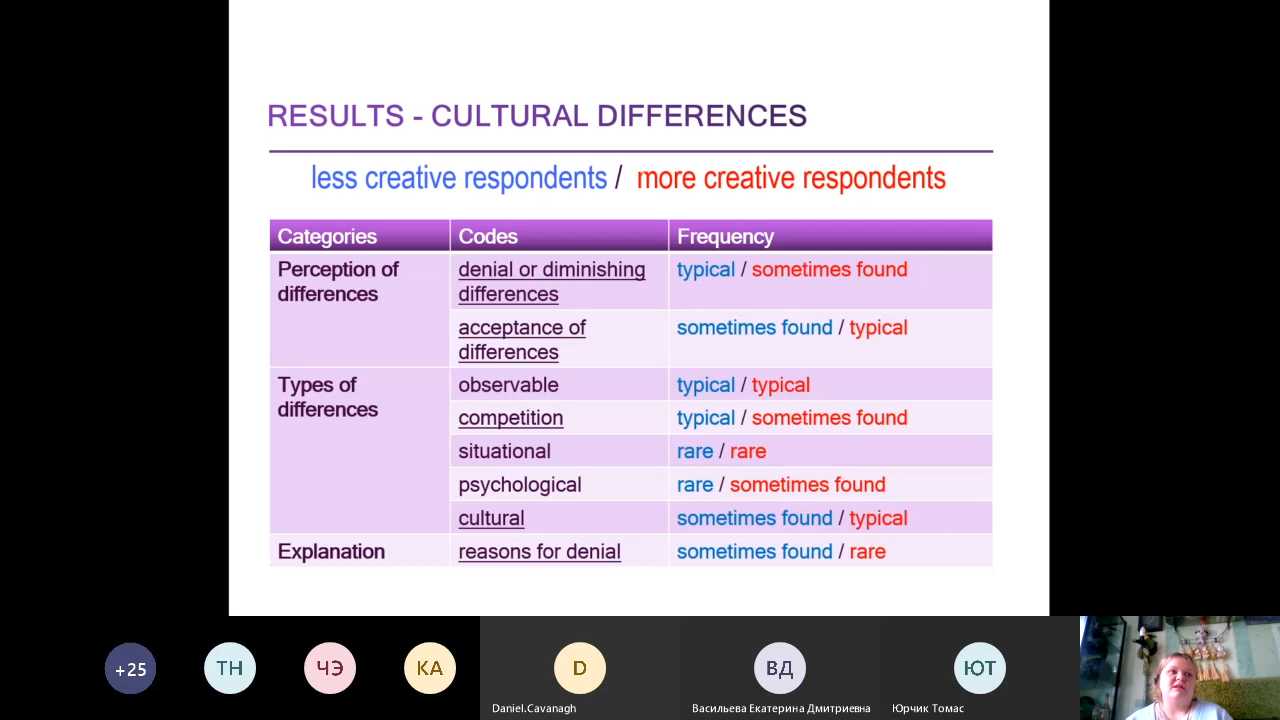 RESULTS - CULTURAL DIFFERENCES
less creative respondents / more creative respondents
Categories Codes Frequency
Perception of differences denial or diminishing differences typical / sometimes found
acceptance of differences sometimes found / typical
Types of differences observable typical / typical
competition typical / sometimes found
situational rare / rare
psychological rare / sometimes found
cultural sometimes found / typical
Explanation reasons for denial sometimes found / rare
+25 ТН ЧЭ КА D ВД ЮТ
Daniel.Cavanagh Васильева Екатерина Дмитриевна Юрчик Томас